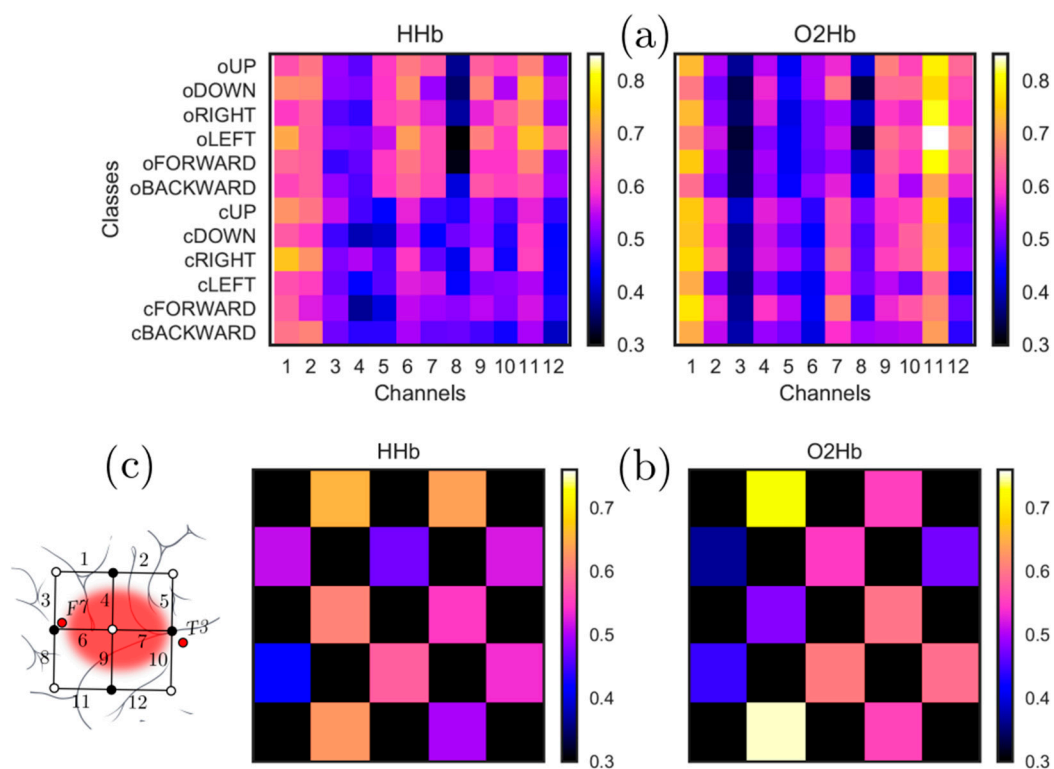 HHb
(a)
O2Hb
Classes
oUP
oDOWN
oRIGHT
oLEFT
oFORWARD
oBACKWARD
cUP
cDOWN
cRIGHT
cLEFT
cFORWARD
cBACKWARD
0.8
0.7
0.6
0.5
0.4
0.3
0.8
0.7
0.6
0.5
0.4
0.3
1 2 3 4 5 6 7 8 9 10 11 12
1 2 3 4 5 6 7 8 9 10 11 12
Channels
Channels
(c)
HHb
(b)
O2Hb
1 2
3 4 5
F7
T3
6 7
8 9 10
11 12
0.7
0.6
0.5
0.4
0.3
0.7
0.6
0.5
0.4
0.3